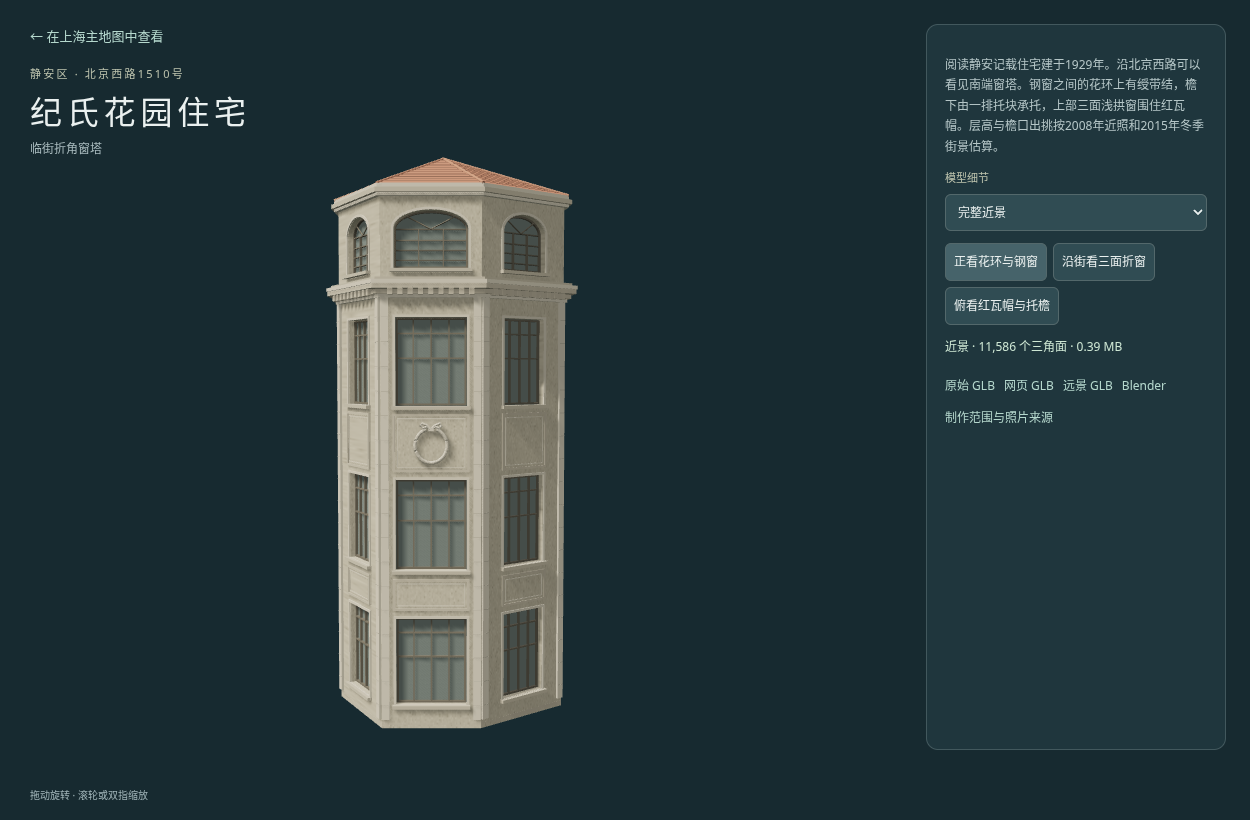 ← 在上海主地图中查看
静安区 · 北京西路1510号
纪氏花园住宅
临街折角窗塔
阅读静安记载住宅建于1929年。沿北京西路可以
看见南端窗塔。钢窗之间的花环上有绶带结，檐
下由一排托块承托，上部三面浅拱窗围住红瓦
帽。层高与檐口出挑按2008年近照和2015年冬季
街景估算。
模型细节
完整近景
正看花环与钢窗
沿街看三面折窗
俯看红瓦帽与托檐
近景 · 11,586 个三角面 · 0.39 MB
原始 GLB 网页 GLB 远景 GLB Blender
制作范围与照片来源
拖动旋转 · 滚轮或双指缩放